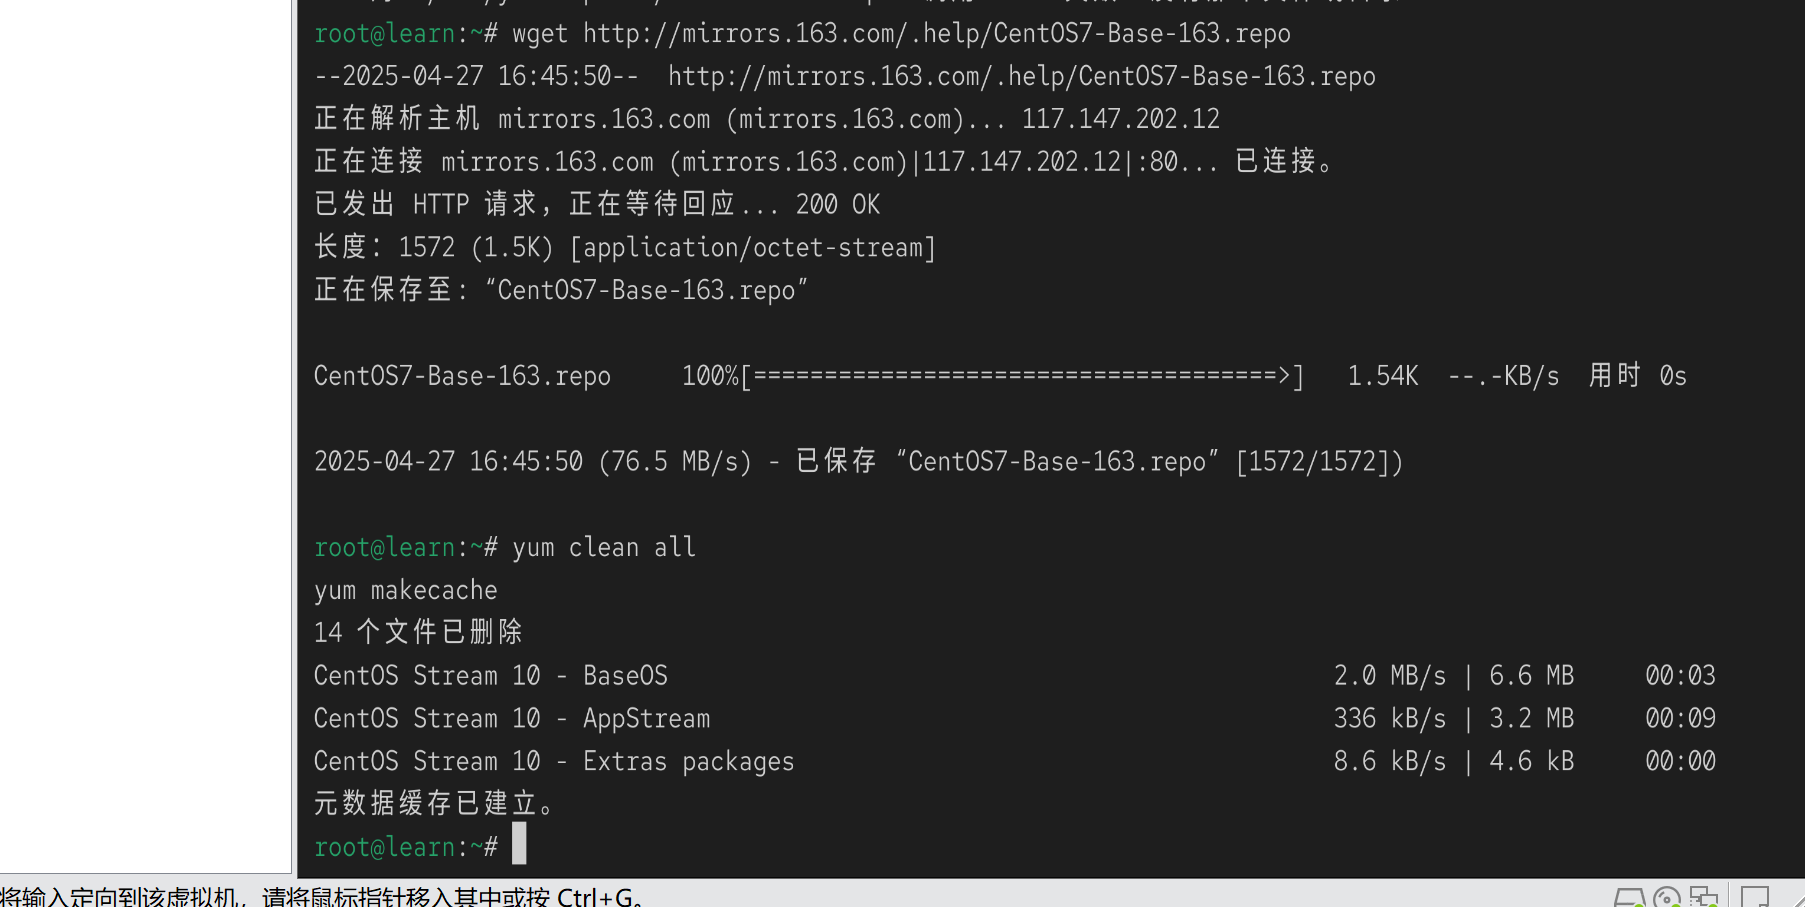 root@learn:~# wget http://mirrors.163.com/.help/CentOS7-Base-163.repo
--2025-04-27 16:45:50--  http://mirrors.163.com/.help/CentOS7-Base-163.repo
正在解析主机 mirrors.163.com (mirrors.163.com)... 117.147.202.12
正在连接 mirrors.163.com (mirrors.163.com)|117.147.202.12|:80... 已连接。
已发出 HTTP 请求，正在等待回应... 200 OK
长度：1572 (1.5K) [application/octet-stream]
正在保存至: “CentOS7-Base-163.repo”
CentOS7-Base-163.repo     100%[=====================================>]   1.54K  --.-KB/s  用时 0s
2025-04-27 16:45:50 (76.5 MB/s) - 已保存 “CentOS7-Base-163.repo” [1572/1572])
root@learn:~# yum clean all
yum makecache
14 个文件已删除
CentOS Stream 10 - BaseOS 2.0 MB/s | 6.6 MB 00:03
CentOS Stream 10 - AppStream 336 kB/s | 3.2 MB 00:09
CentOS Stream 10 - Extras packages 8.6 kB/s | 4.6 kB 00:00
元数据缓存已建立。
root@learn:~#
将输入定向到该虚拟机，请将鼠标指针移入其中或按 Ctrl+G。